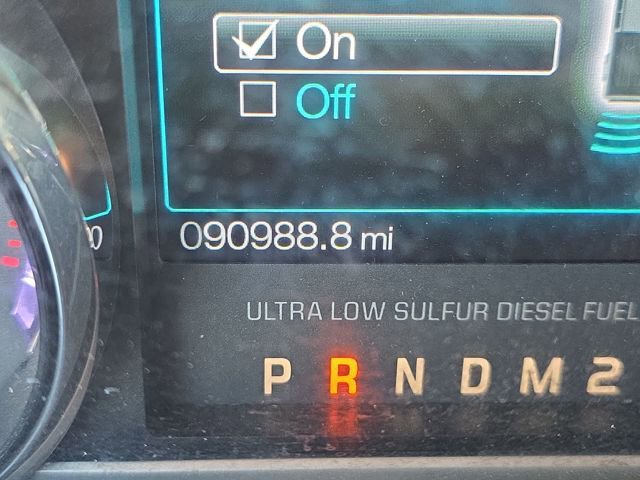 On
Off
090988.8 mi
ULTRA LOW SULFUR DIESEL FUEL
P R N D M 2